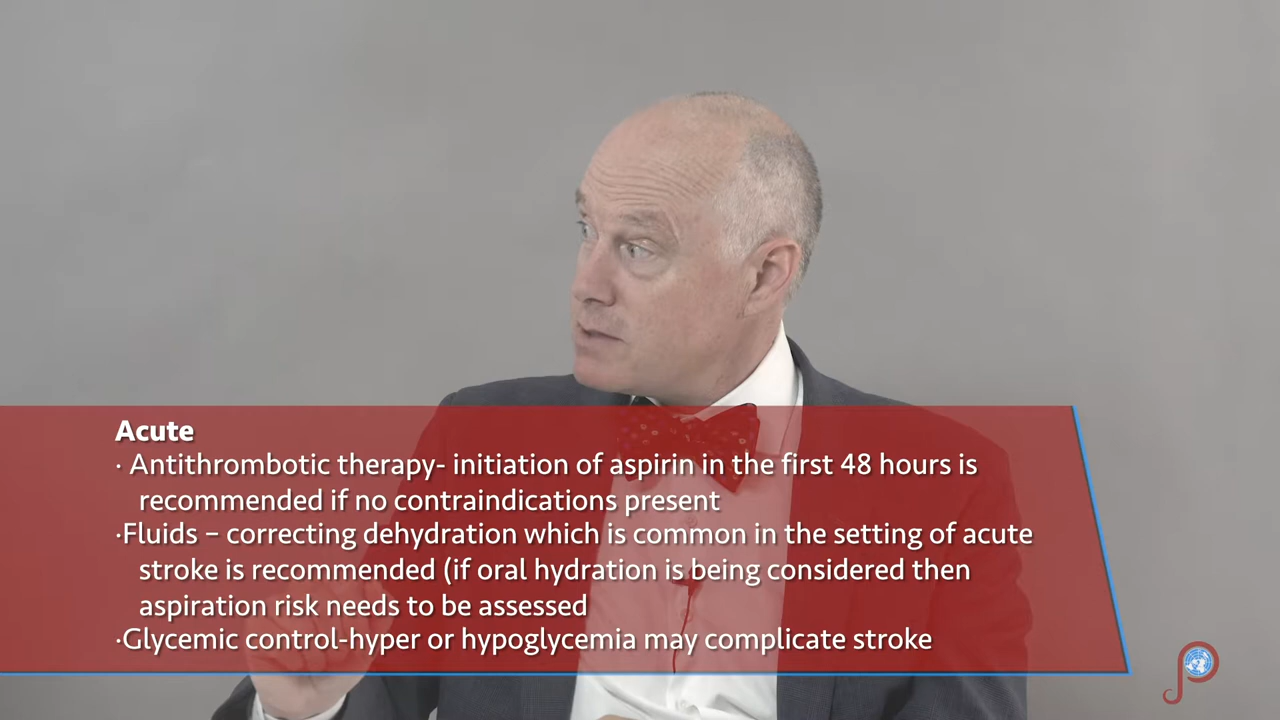 Acute
· Antithrombotic therapy- initiation of aspirin in the first 48 hours is
recommended if no contraindications present
·Fluids – correcting dehydration which is common in the setting of acute
stroke is recommended (if oral hydration is being considered then
aspiration risk needs to be assessed
·Glycemic control-hyper or hypoglycemia may complicate stroke